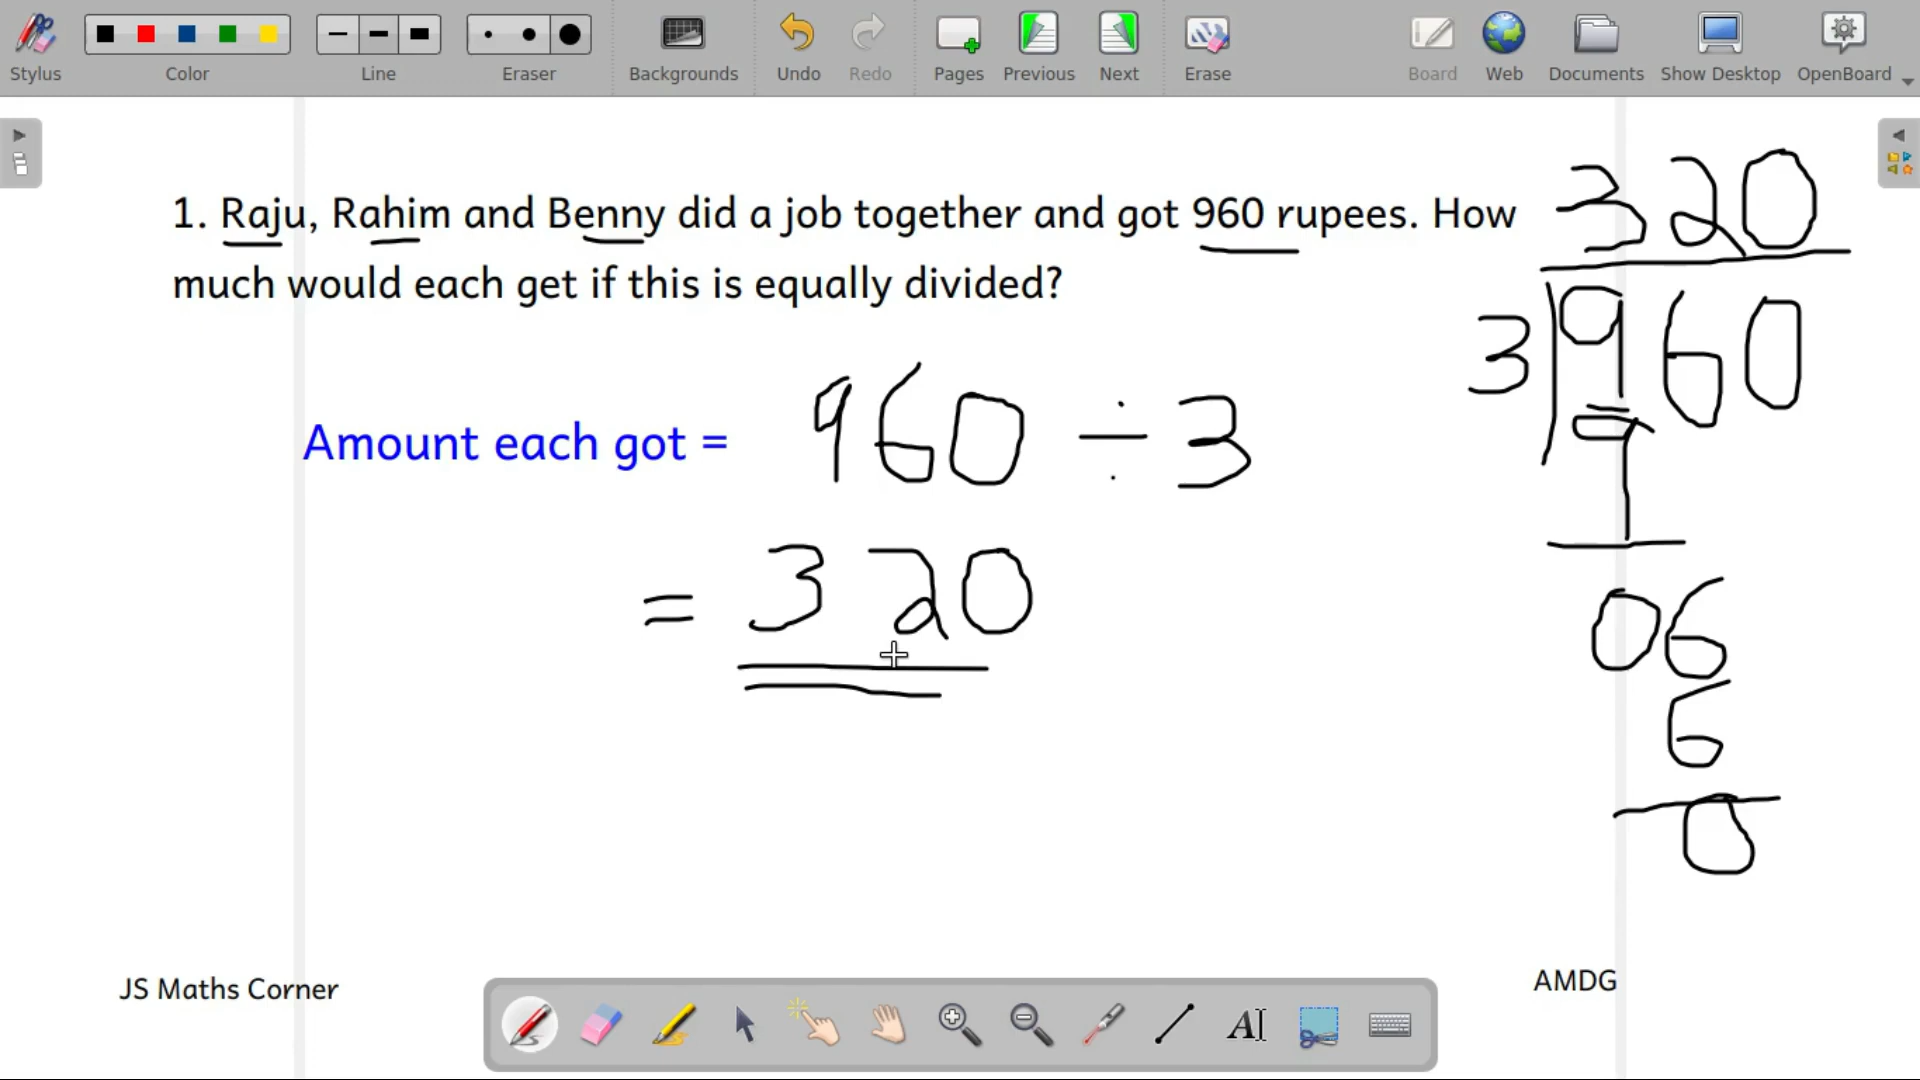 Stylus Color Line Eraser Backgrounds Undo Redo Pages Previous Next Erase Board Web Documents Show Desktop OpenBoard
1. Raju, Rahim and Benny did a job together and got 960 rupees. How
much would each get if this is equally divided?
Amount each got = 960 ÷ 3
= 320
320
3 960
9
06
6
0
JS Maths Corner
AMDG
AI